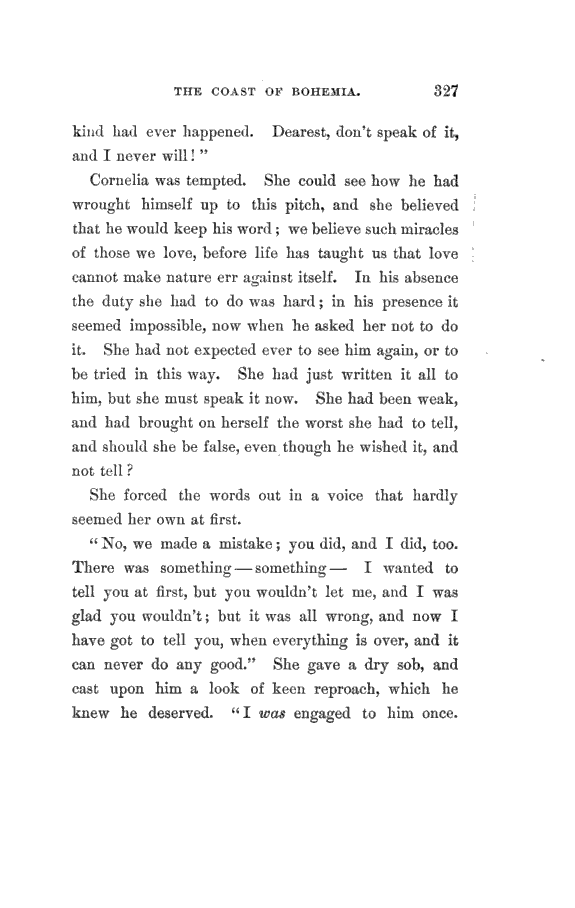 THE COAST OF BOHEMIA. 327
kind had ever happened. Dearest, don't speak of it,
and I never will! "
Cornelia was tempted. She could see how he had
wrought himself up to this pitch, and she believed
that he would keep his word; we believe such miracles
of those we love, before life has taught us that love
cannot make nature err against itself. In his absence
the duty she had to do was hard; in his presence it
seemed impossible, now when he asked her not to do
it. She had not expected ever to see him again, or to
be tried in this way. She had just written it all to
him, but she must speak it now. She had been weak,
and had brought on herself the worst she had to tell,
and should she be false, even though he wished it, and
not tell?
She forced the words out in a voice that hardly
seemed her own at first.
"No, we made a mistake; you did, and I did, too.
There was something — something — I wanted to
tell you at first, but you wouldn't let me, and I was
glad you wouldn't; but it was all wrong, and now I
have got to tell you, when everything is over, and it
can never do any good." She gave a dry sob, and
cast upon him a look of keen reproach, which he
knew he deserved. "I was engaged to him once.